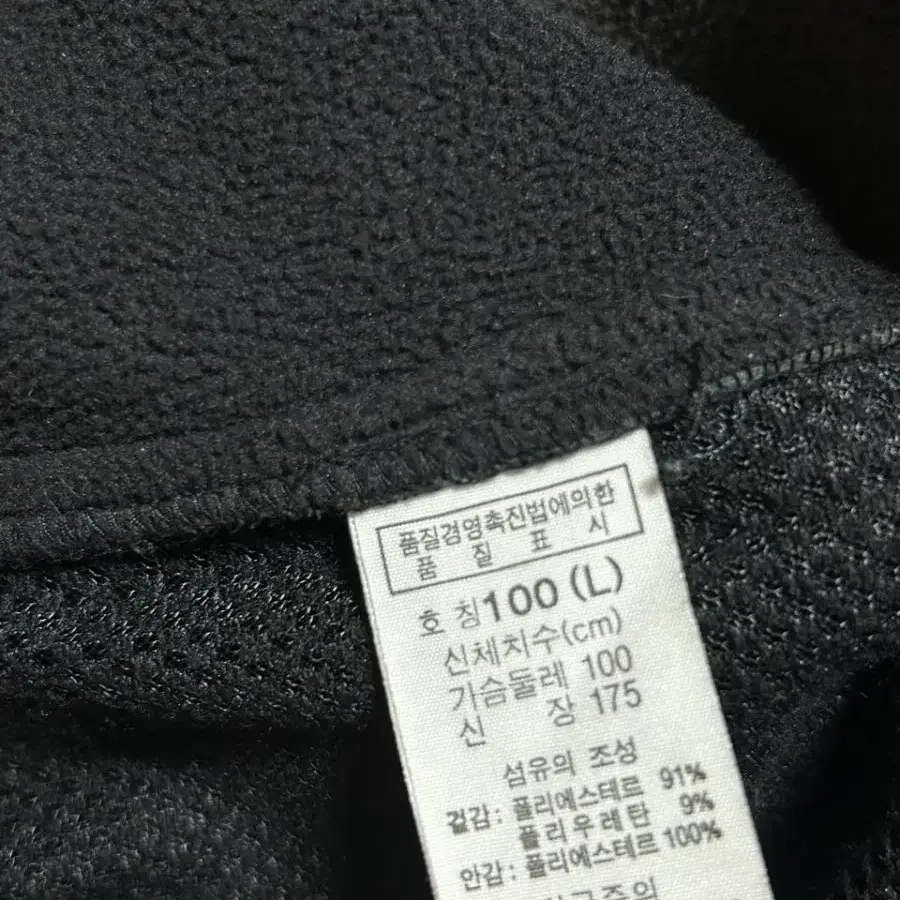 품질경영촉진법에의한
품 질 표 시
호 칭 100 (L)
신체치수(cm)
가슴둘레 100
신 장 175
섬유의 조성
겉감 : 폴리에스테르 91%
폴리우레탄 9%
안감 : 폴리에스테르 100%